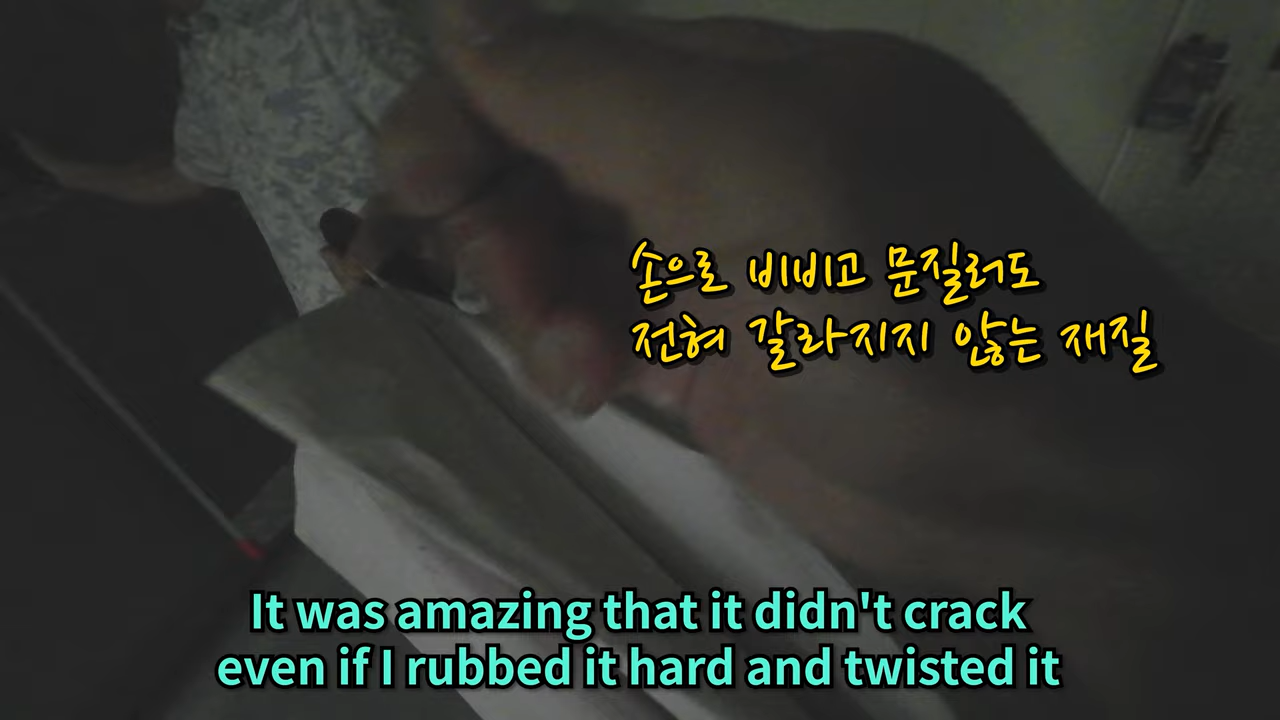 손으로 비비고 문질러도
전혀 갈라지지 않는 재질
It was amazing that it didn't crack
even if I rubbed it hard and twisted it